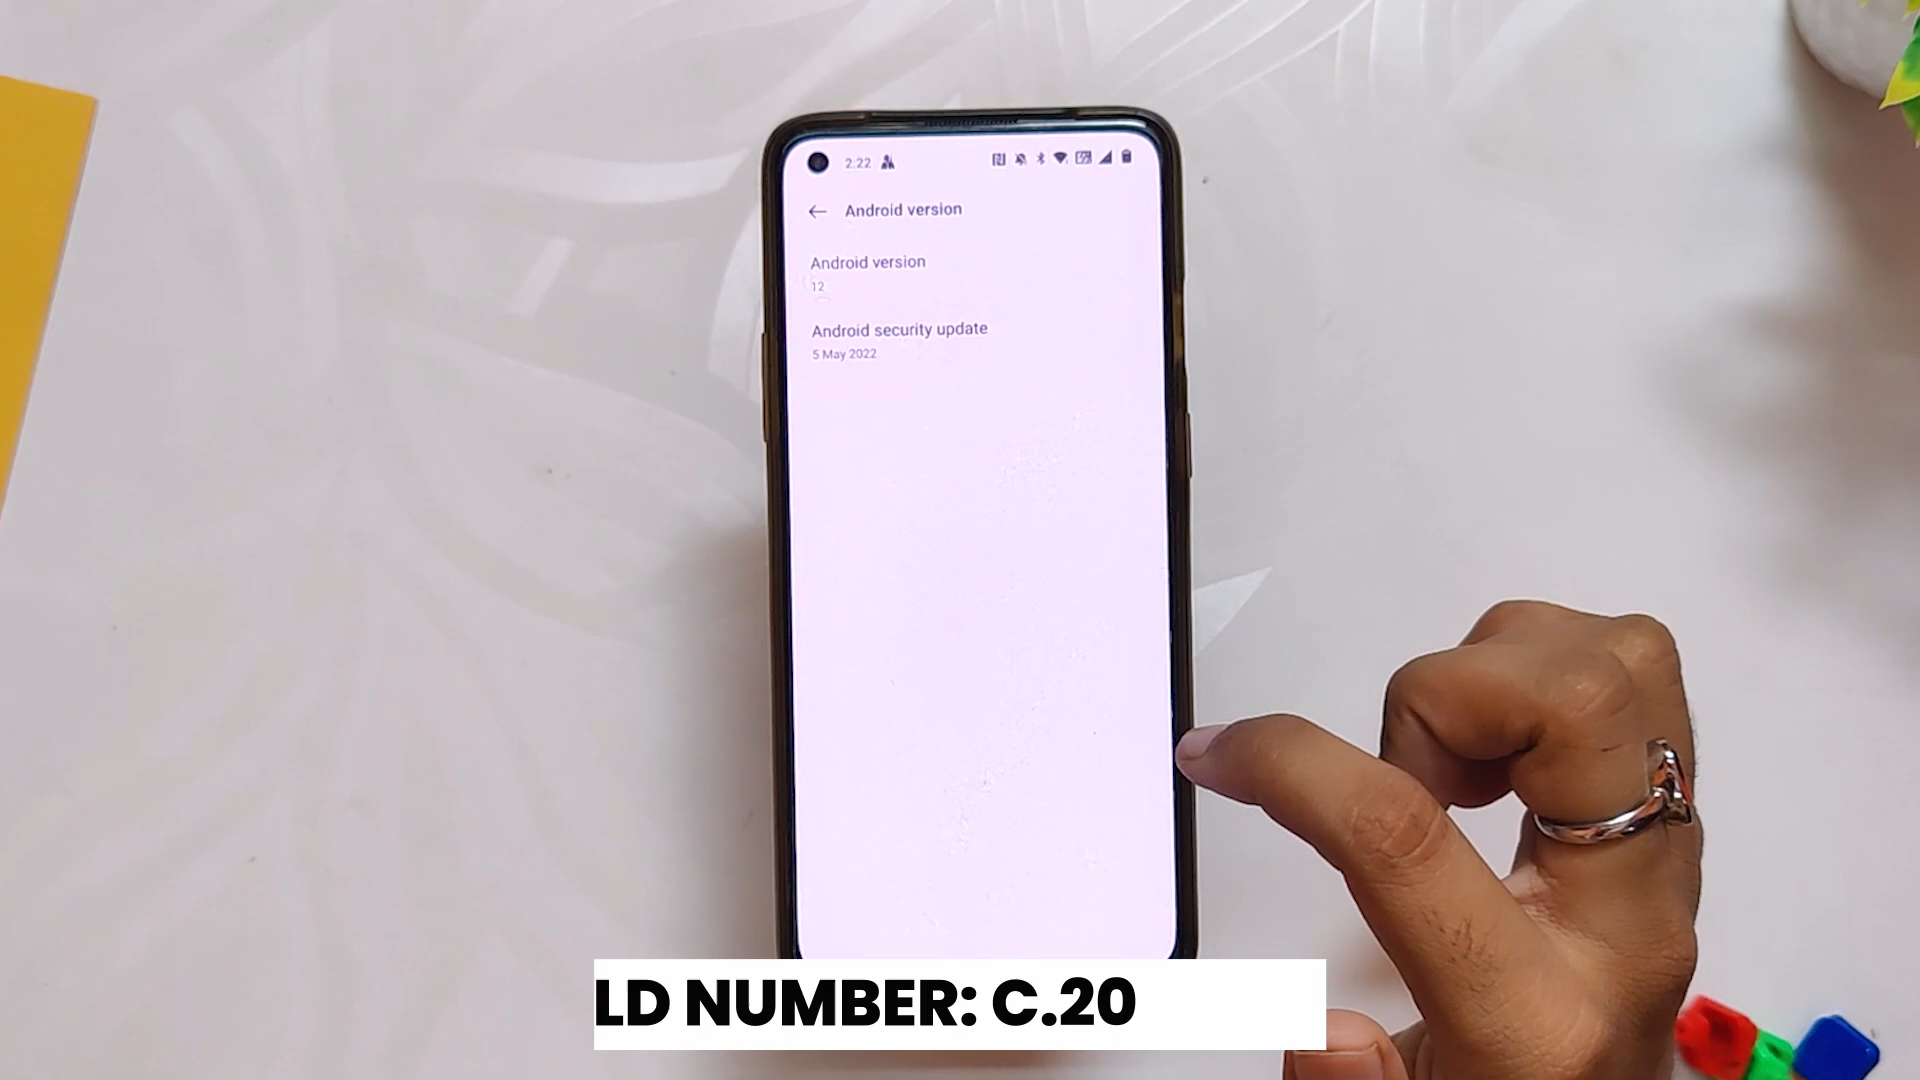 2:22
Android version
Android version
12
Android security update
5 May 2022
LD NUMBER: C.20